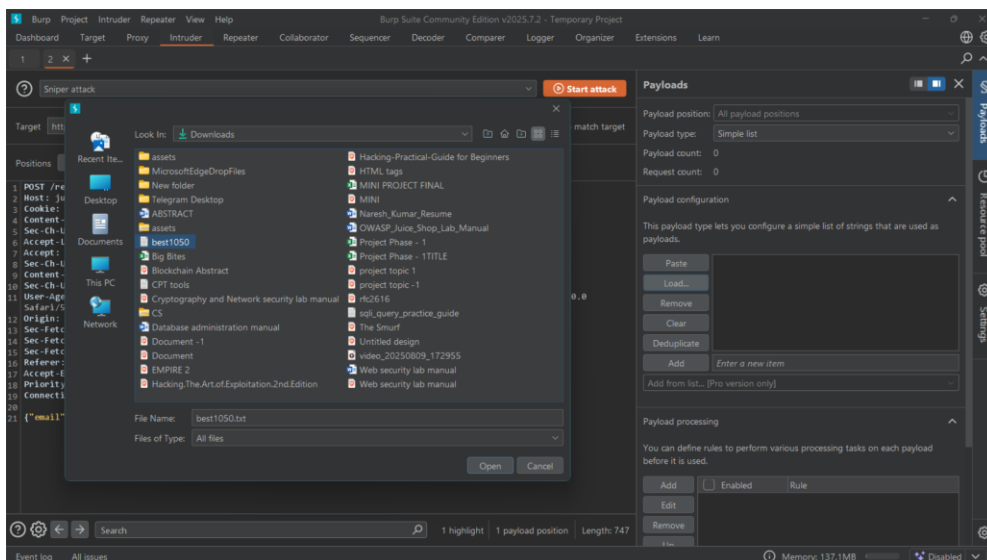 Burp Project Intruder Repeater View Help
Burp Suite Community Edition v2025.7.2 - Temporary Project
Dashboard Target Proxy Intruder Repeater Collaborator Sequencer Decoder Comparer Logger Organizer Extensions Learn
1 2 × +
Sniper attack
Start attack
Target htt
match target
Positions
1 POST /re
2 Host: ju
3 Cookie:
4 Content-
5 Sec-Ch-U
6 Accept-L
7 Accept:
8 Sec-Ch-U
9 Content-
10 Sec-Ch-U
11 User-Age
0.0
Safari/5
12 Origin:
13 Sec-Fetc
14 Sec-Fetc
15 Sec-Fetc
16 Referer:
17 Accept-E
18 Priority
19 Connecti
20
21 {"email"
Look In: Downloads
Recent Ite...
Desktop
Documents
This PC
Network
assets
MicrosoftEdgeDropFiles
New folder
Telegram Desktop
ABSTRACT
assets
best1050
Big Bites
Blockchain Abstract
CPT tools
Cryptography and Network security lab manual
CS
Database administration manual
Document -1
Document
EMPIRE 2
Hacking.The.Art.of.Exploitation.2nd.Edition
Hacking-Practical-Guide for Beginners
HTML tags
MINI PROJECT FINAL
MINI
Naresh_Kumar_Resume
OWASP_Juice_Shop_Lab_Manual
Project Phase - 1
Project Phase - 1TITLE
project topic 1
project topic -1
rfc2616
sqli_query_practice_guide
The Smurf
Untitled design
video_20250809_172955
Web security lab manual
Web security lab manual
File Name: best1050.txt
Files of Type: All files
Open Cancel
Search
1 highlight 1 payload position Length: 747
Payloads
Payload position: All payload positions
Payload type: Simple list
Payload count: 0
Request count: 0
Payload configuration
This payload type lets you configure a simple list of strings that are used as
payloads.
Paste
Load...
Remove
Clear
Deduplicate
Add Enter a new item
Add from list... [Pro version only]
Payload processing
You can define rules to perform various processing tasks on each payload
before it is used.
Add Enabled Rule
Edit
Remove
Up
Payloads
Resource pool
Settings
Event log All issues
Memory: 137.1MB Disabled